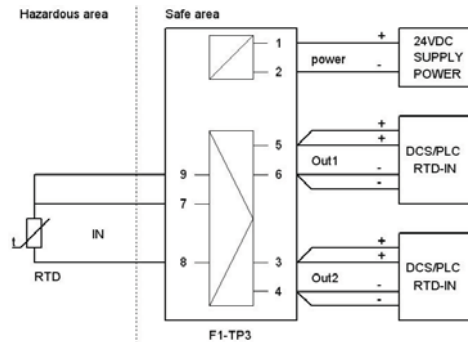 Hazardous area
Safe area
1
+
24VDC
SUPPLY
POWER
2
power
-
5
+
+
DCS/PLC
RTD-IN
Out1
9
6
-
-
7
IN
t
RTD
8
3
+
+
DCS/PLC
RTD-IN
Out2
4
-
-
F1-TP3